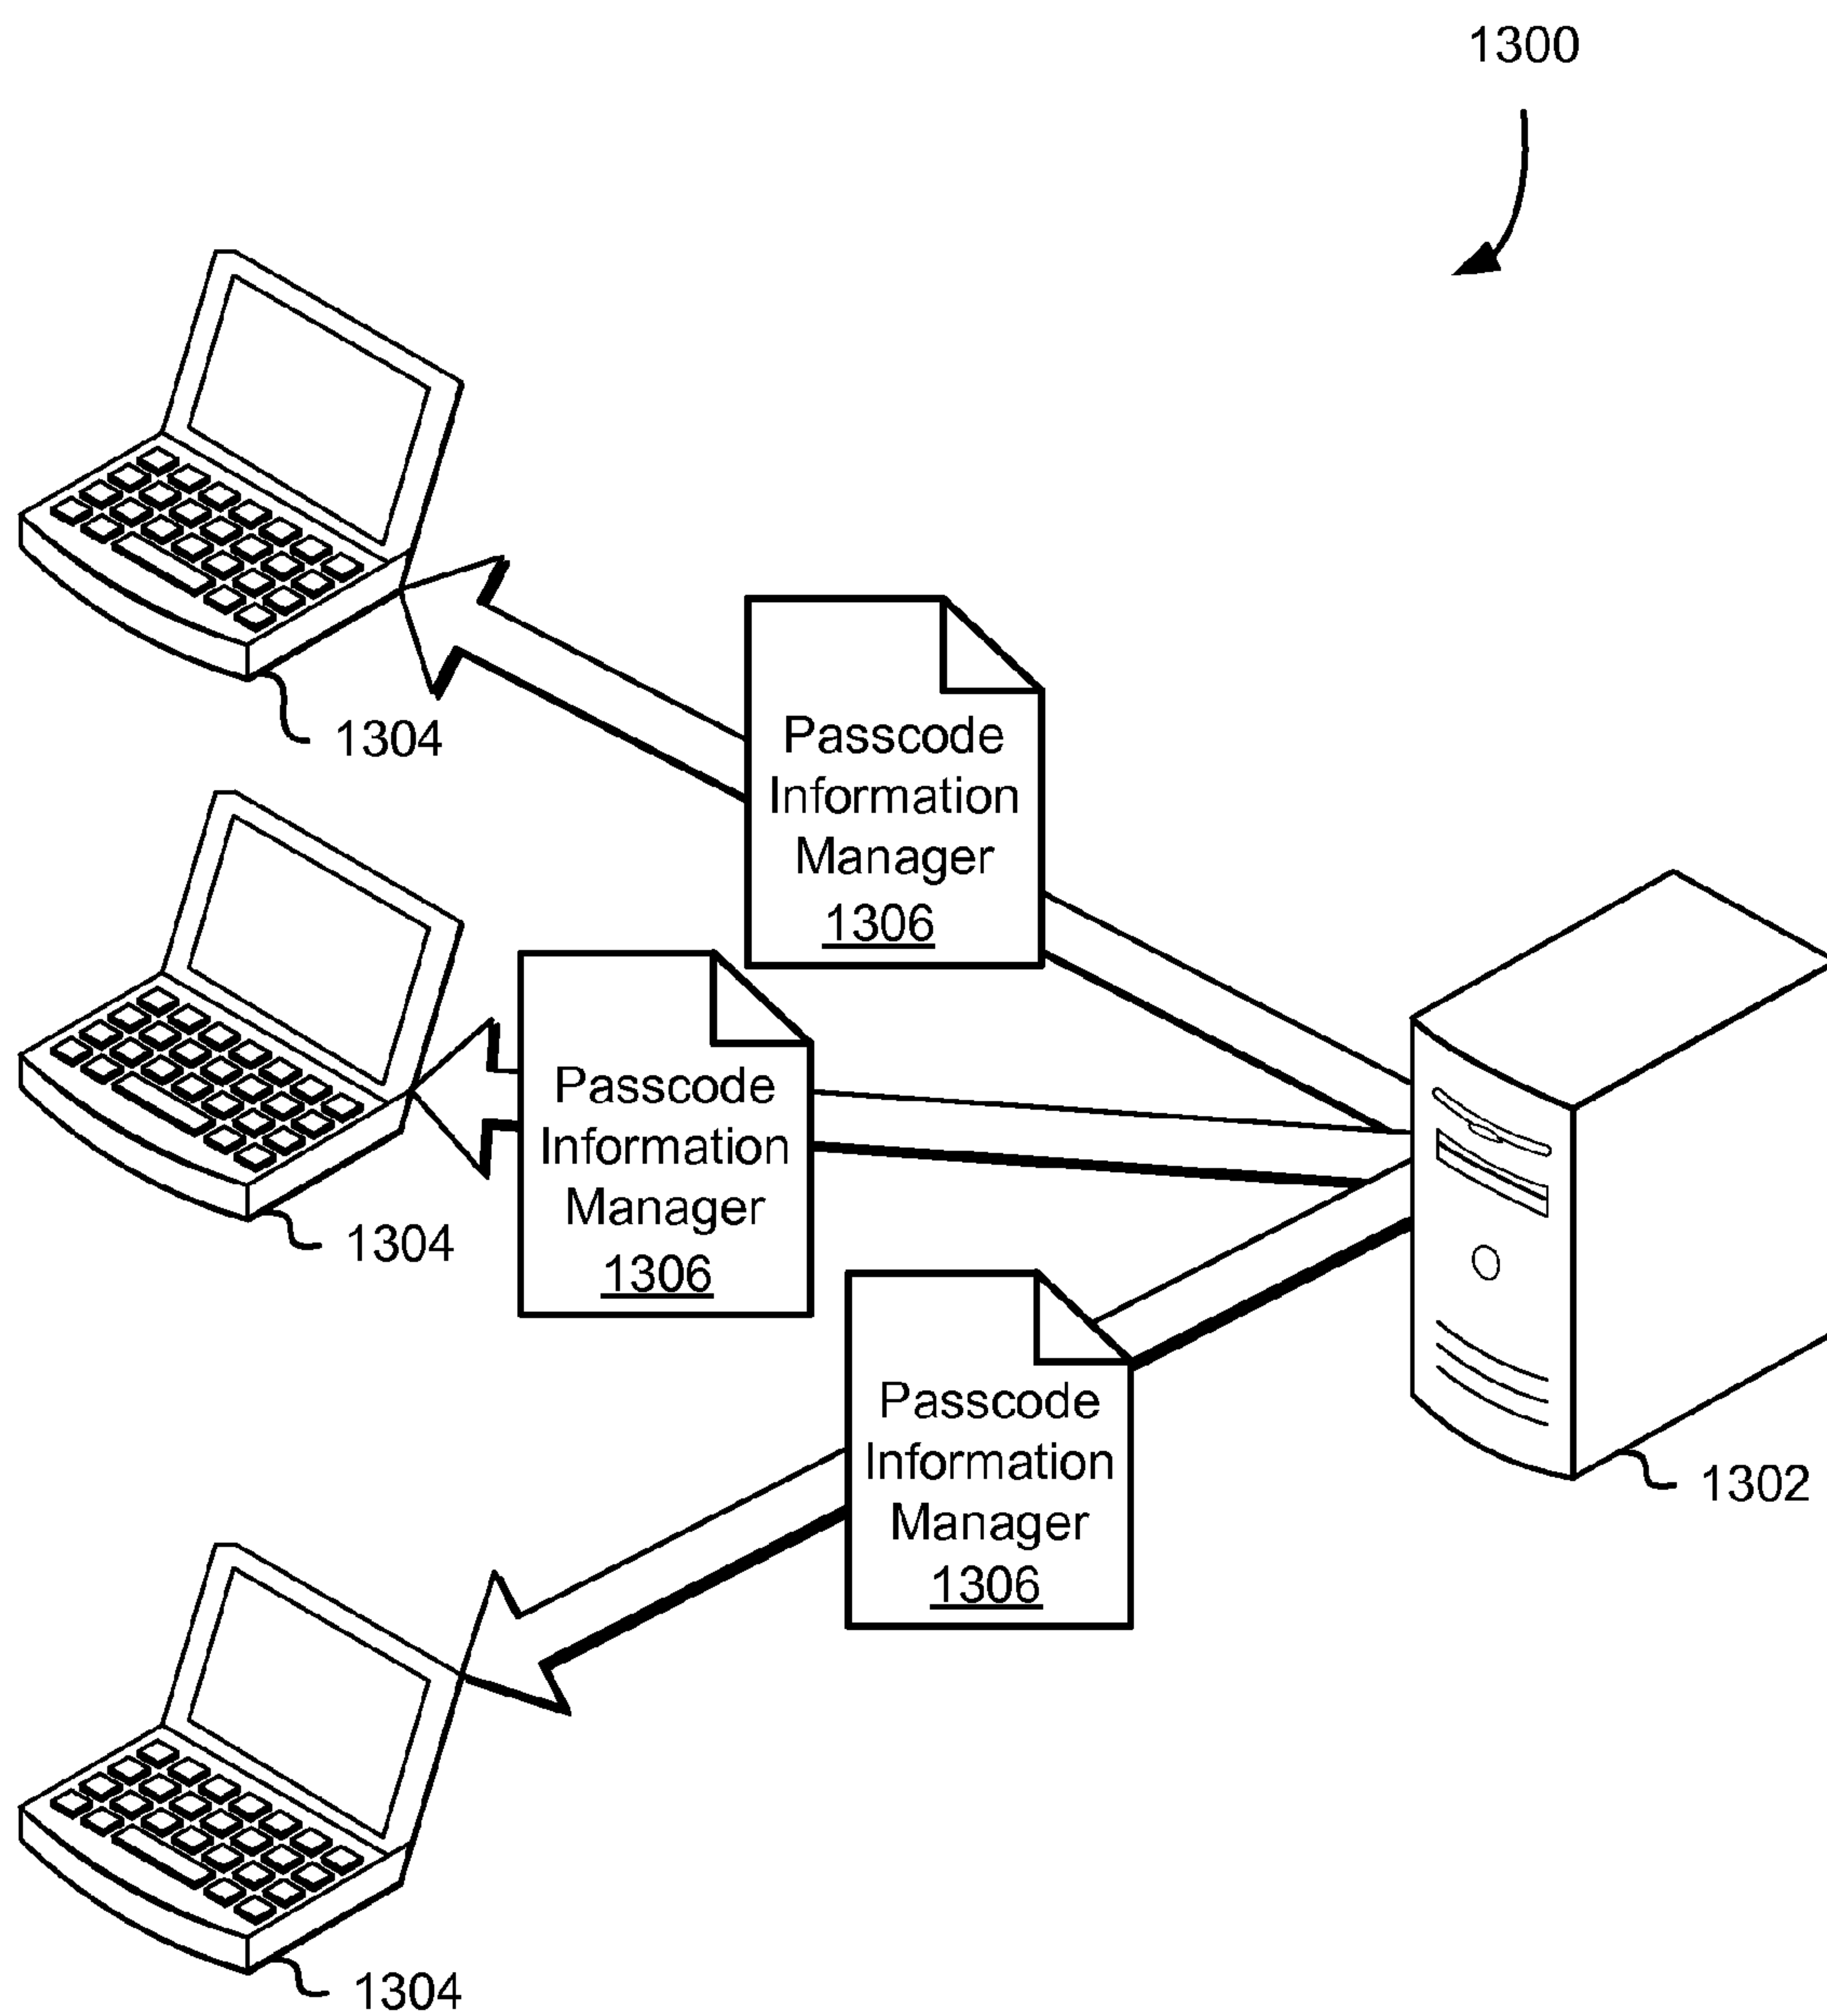 1300
1304
Passcode
Information
Manager
1306
Passcode
Information
Manager
1306
1304
Passcode
Information
Manager
1306
1302
1304